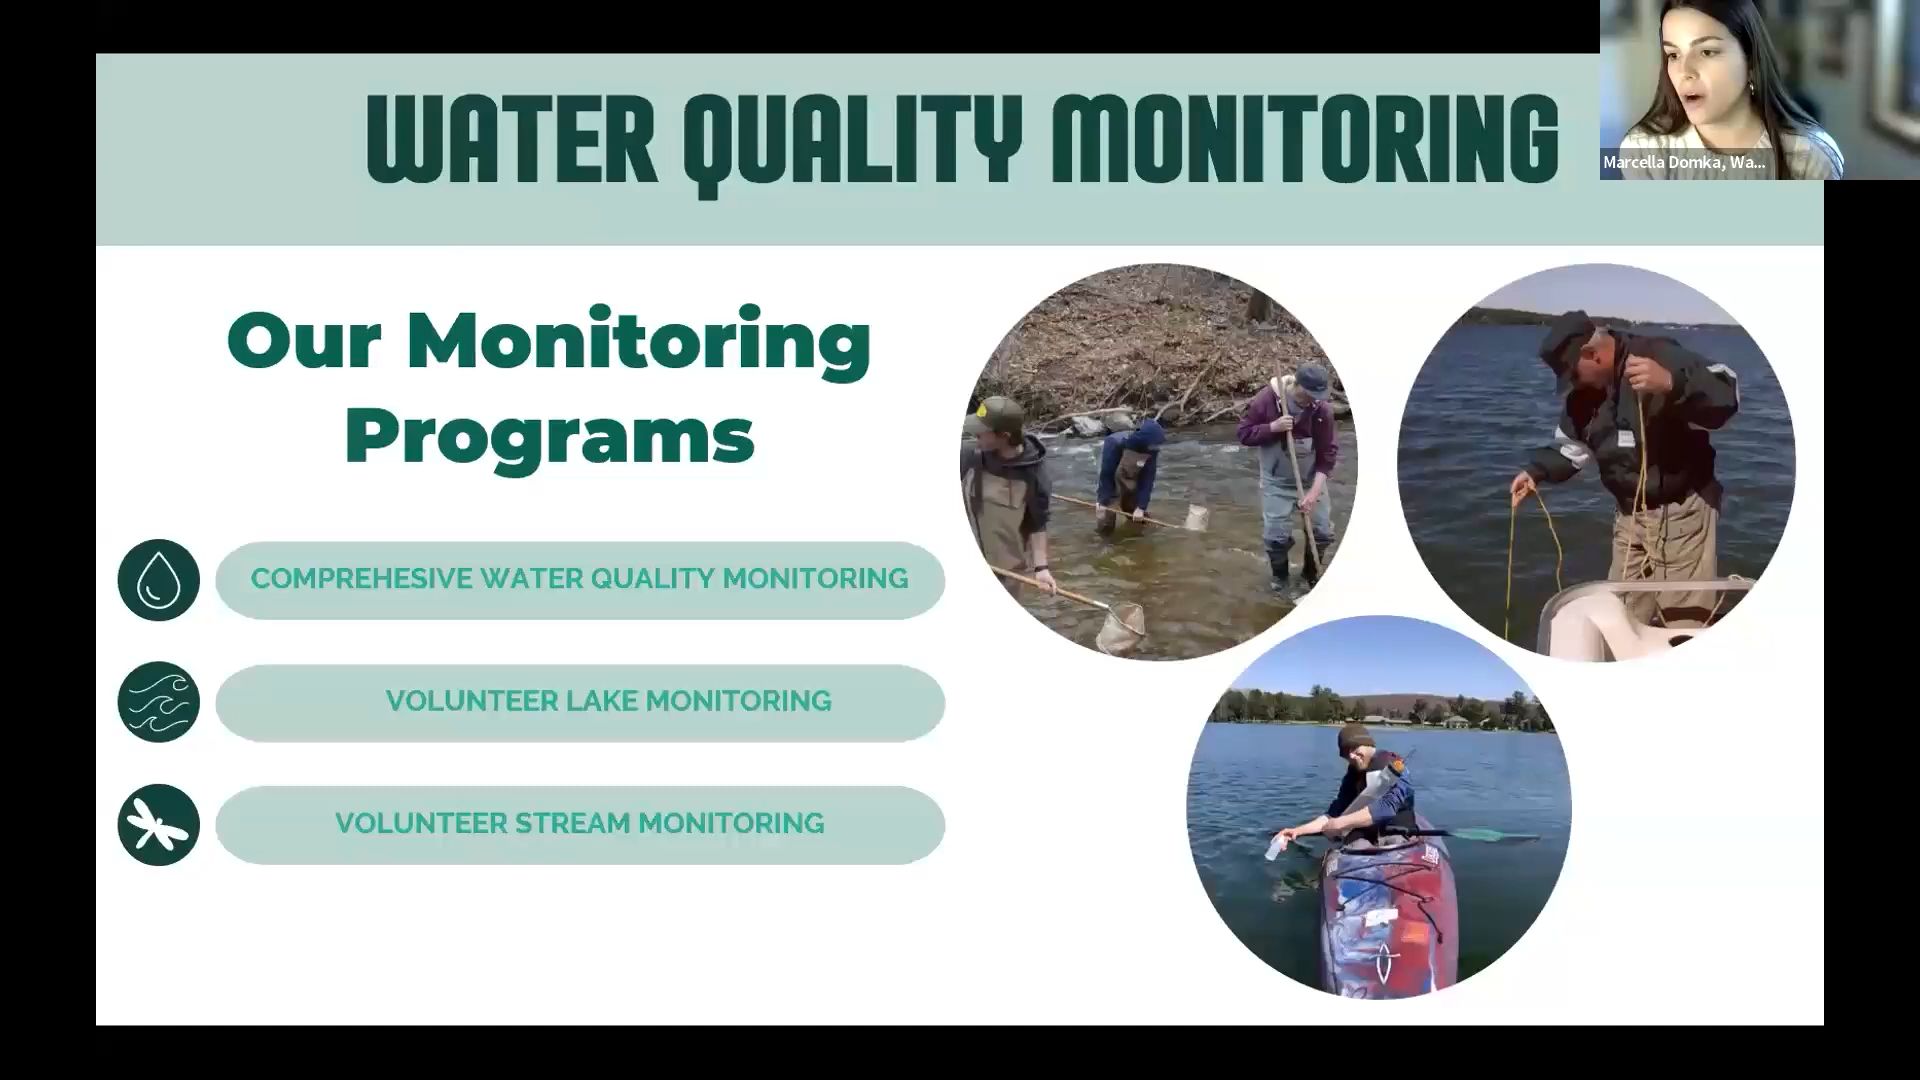 WATER QUALITY MONITORING
Marcella Domka, Wa...
Our Monitoring
Programs
COMPREHESIVE WATER QUALITY MONITORING
VOLUNTEER LAKE MONITORING
VOLUNTEER STREAM MONITORING